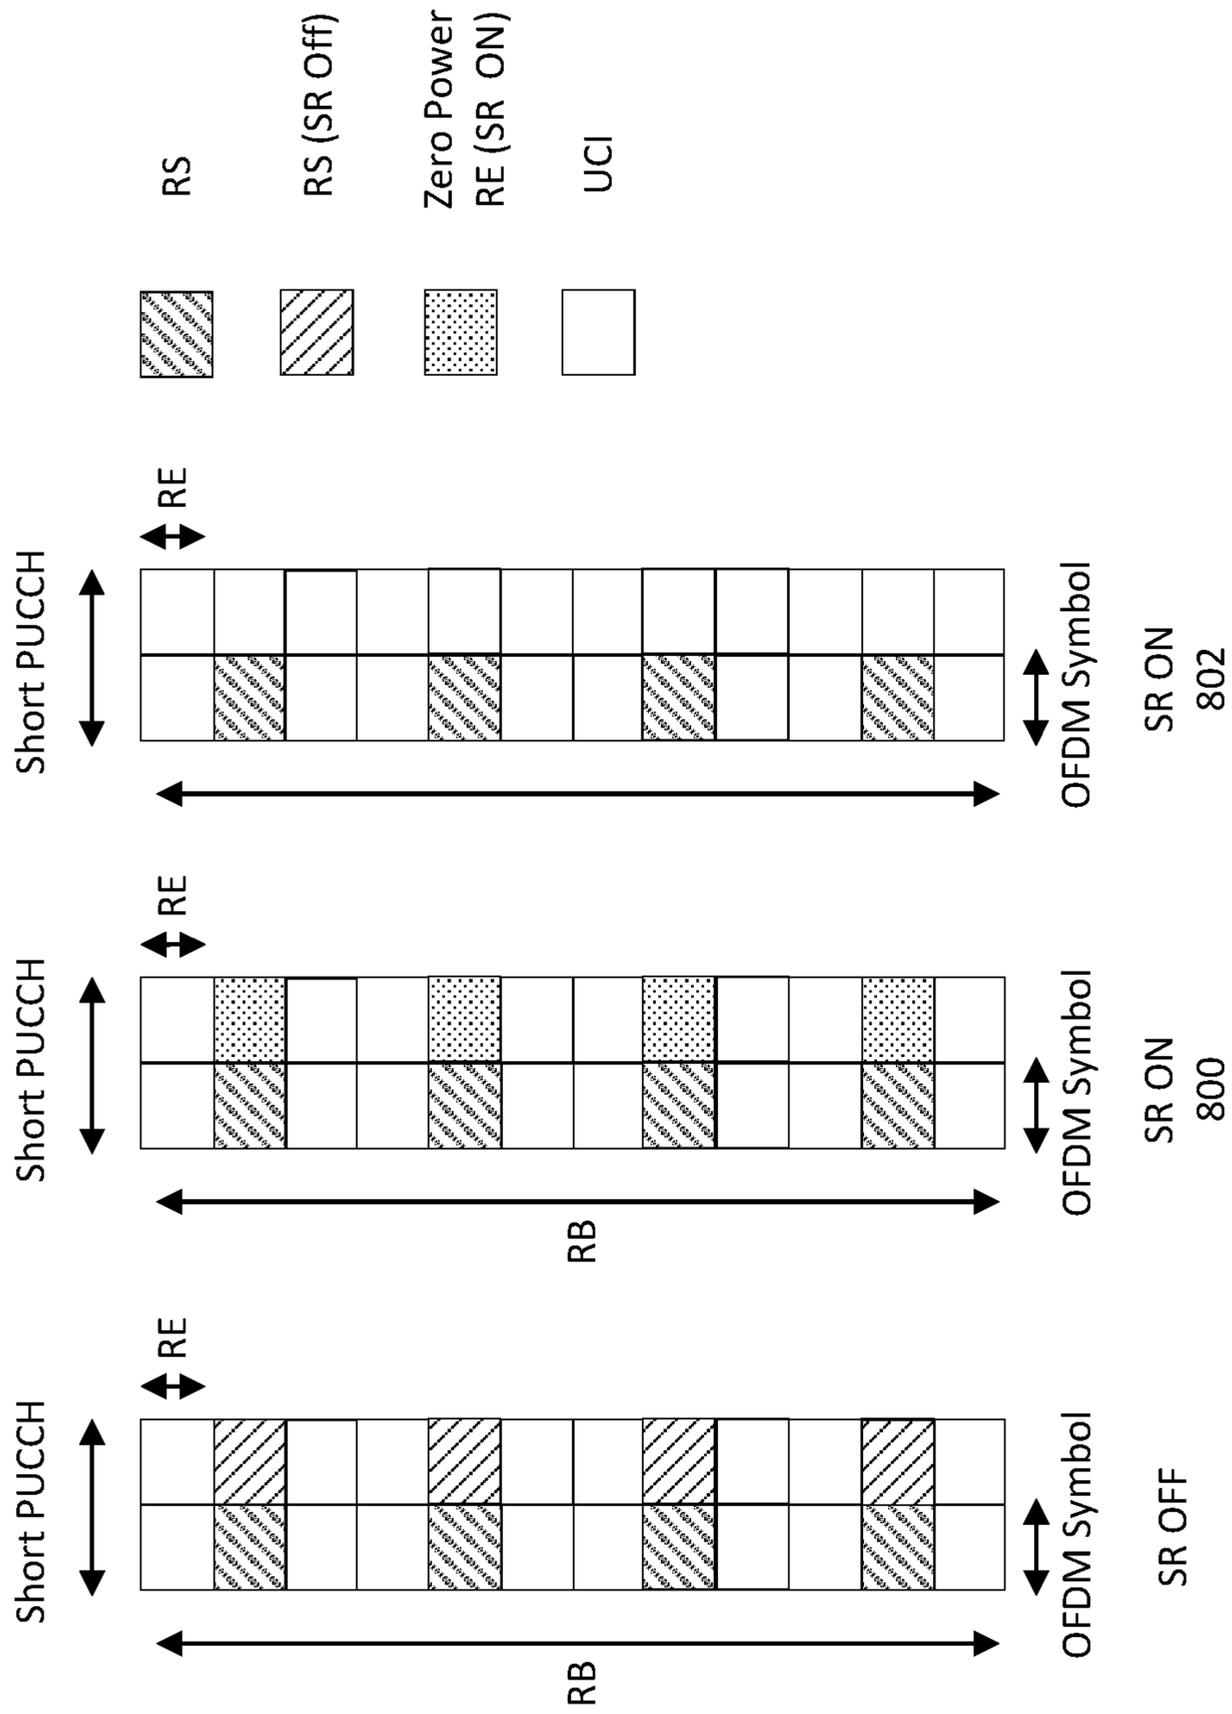 Short PUCCH
RE
RB
OFDM Symbol
SR OFF
Short PUCCH
RE
RB
OFDM Symbol
SR ON
800
Short PUCCH
RE
OFDM Symbol
SR ON
802
RS
RS (SR Off)
Zero Power
RE (SR ON)
UCI